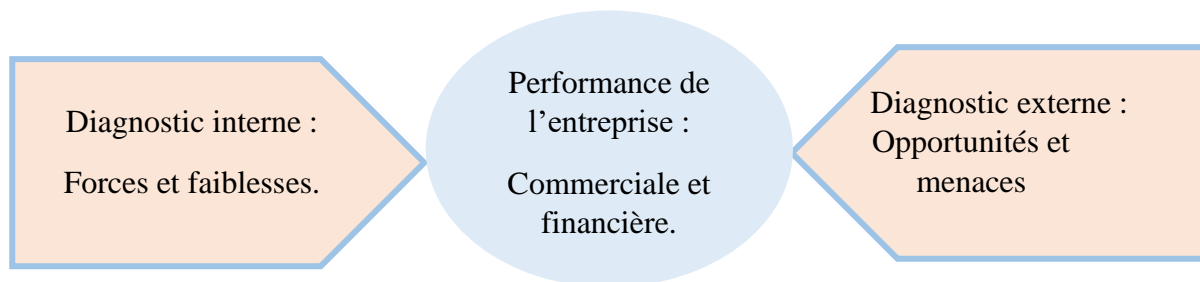 Diagnostic interne :
Forces et faiblesses.
Performance de
l’entreprise :
Commerciale et
financière.
Diagnostic externe :
Opportunités et
menaces